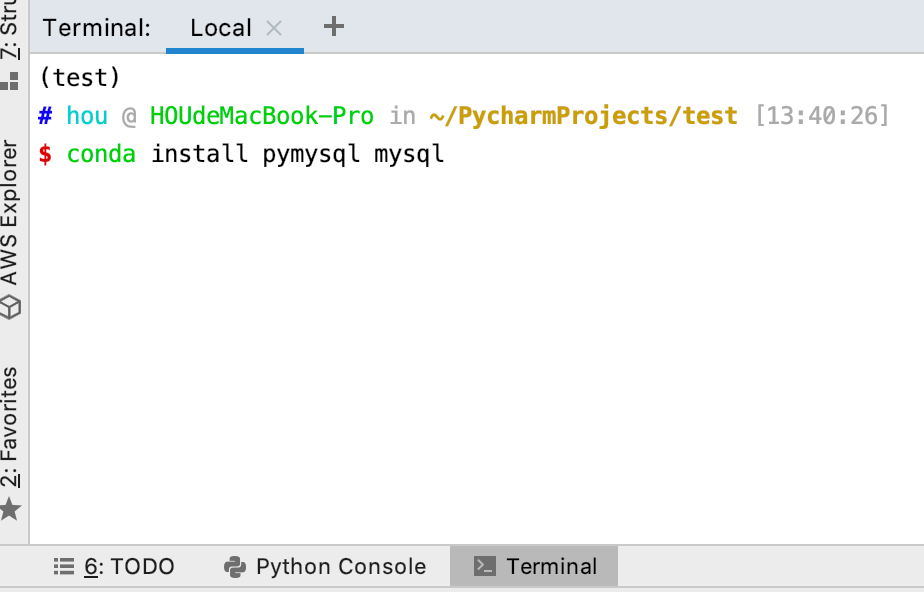 Terminal: Local × +
(test)
# hou @ HOUdeMacBook-Pro in ~/PycharmProjects/test [13:40:26]
$ conda install pymysql mysql
7: Stru
AWS Explorer
2: Favorites
6: TODO Python Console Terminal